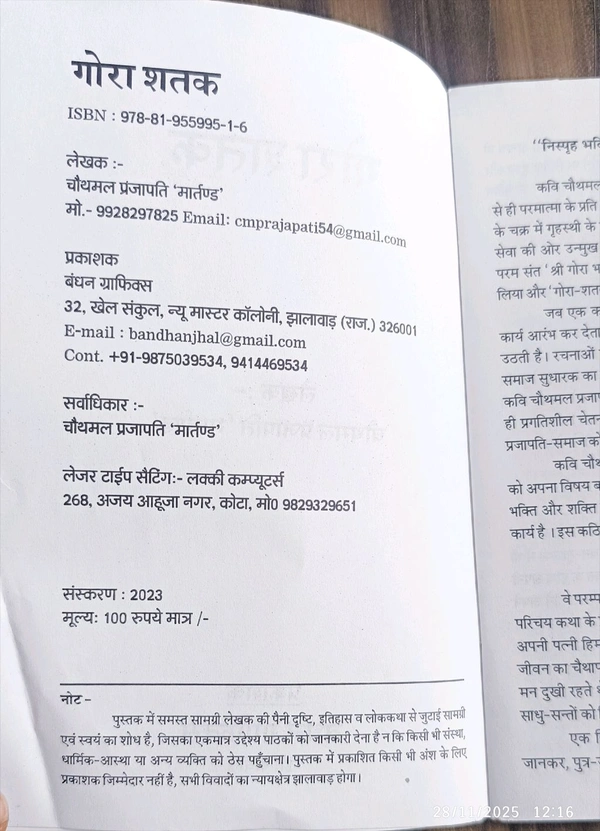 गोरा शतक
ISBN : 978-81-955995-1-6
लेखक :-
चौथमल प्रंजापति 'मार्तण्ड'
मो.- 9928297825 Email: cmprajapati54@gmail.com
प्रकाशक
बंधन ग्राफिक्स
32, खेल संकुल, न्यू मास्टर कॉलोनी, झालावाड़ (राज.) 326001
E-mail : bandhanjhal@gmail.com
Cont. +91-9875039534, 9414469534
सर्वाधिकार :-
चौथमल प्रजापति 'मार्तण्ड'
लेजर टाईप सैटिंग:- लक्की कम्प्यूटर्स
268, अजय आहूजा नगर, कोटा, मो0 9829329651
संस्करण : 2023
मूल्य: 100 रुपये मात्र /-
नोट -
पुस्तक में समस्त सामग्री लेखक की पैनी दृष्टि, इतिहास व लोककथा से जुटाई सामग्री
एवं स्वयं का शोध है, जिसका एकमात्र उद्देश्य पाठकों को जानकारी देना है न कि किसी भी संस्था,
धार्मिक-आस्था या अन्य व्यक्ति को ठेस पहुँचाना। पुस्तक में प्रकाशित किसी भी अंश के लिए
प्रकाशक जिम्मेदार नहीं है, सभी विवादों का न्यायक्षेत्र झालावाड़ होगा।
"निस्पृह
कवि चौथमल
से ही परमात्मा के प्रति
के चक्र में गृहस्थी के
सेवा की ओर उन्मुख
परम संत 'श्री गोरा
लिया और 'गोरा-शत
जब एक
कार्य आरंभ कर देता
उठती है। रचनाओं
समाज सुधारक का
कवि चौथमल प्रजा
ही प्रगतिशील चेत
प्रजापति-समाज को
कवि चौ
को अपना विषय
भक्ति और शक्ति
कार्य है। इस कठि
वे परम्प
परिचय कथा के
अपनी पत्नी हिम
जीवन का चैथाप
मन दुखी रहते
साधु-सन्तों को
एक
जानकर, पुत्र-
28/11/2025 12:16